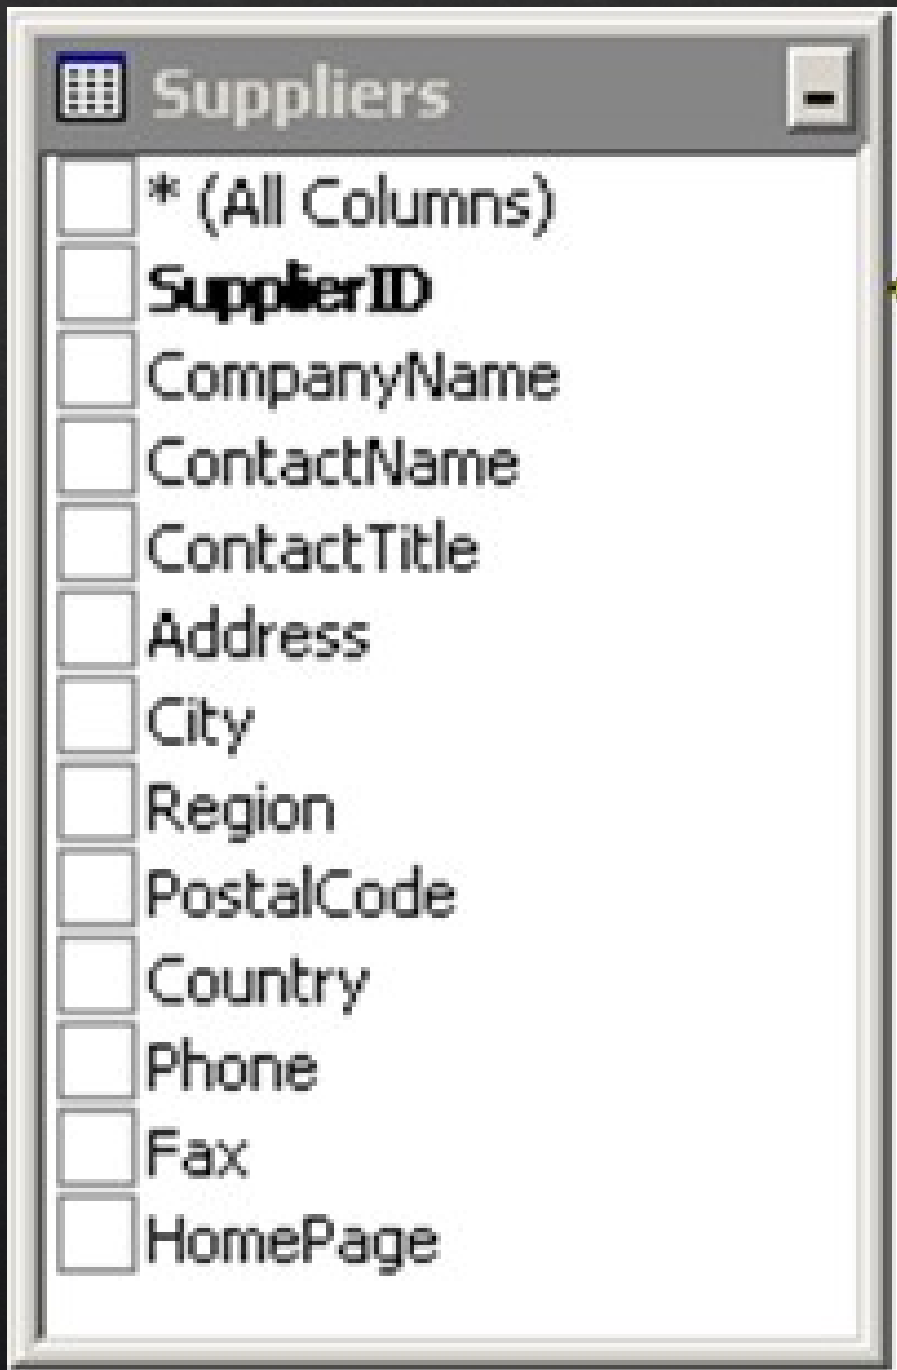 Suppliers
* (All Columns)
SupplierID
CompanyName
ContactName
ContactTitle
Address
City
Region
PostalCode
Country
Phone
Fax
HomePage